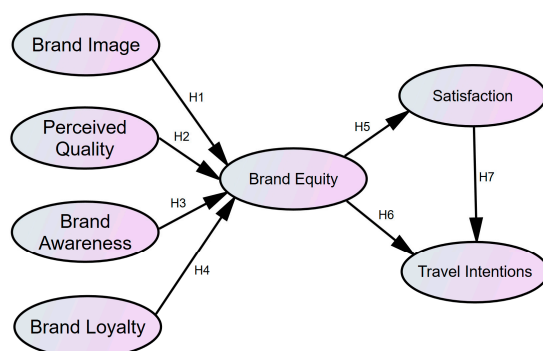 Brand Image
H1
Perceived
Quality
H2
Brand
Awareness
H3
Brand Loyalty
H4
Brand Equity
H5
Satisfaction
H6
H7
Travel Intentions